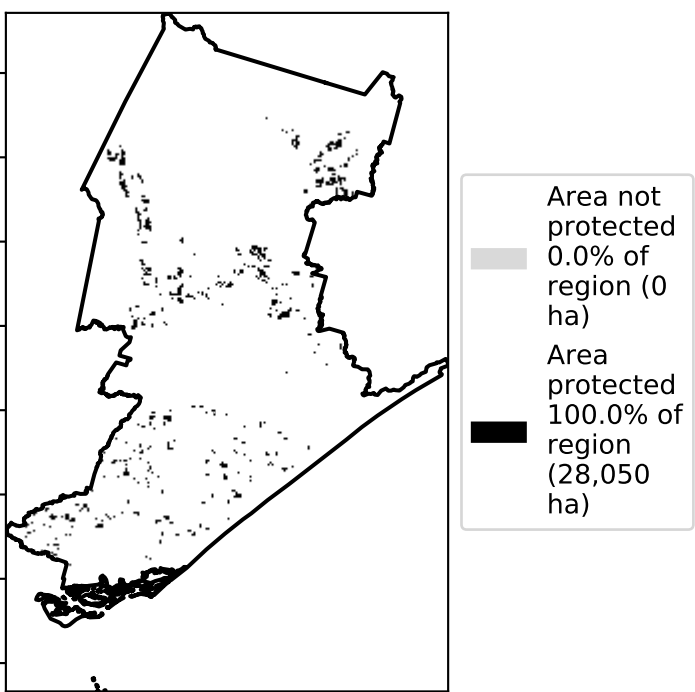 Area not
protected
0.0% of
region (0
ha)
Area
protected
100.0% of
region
(28,050
ha)